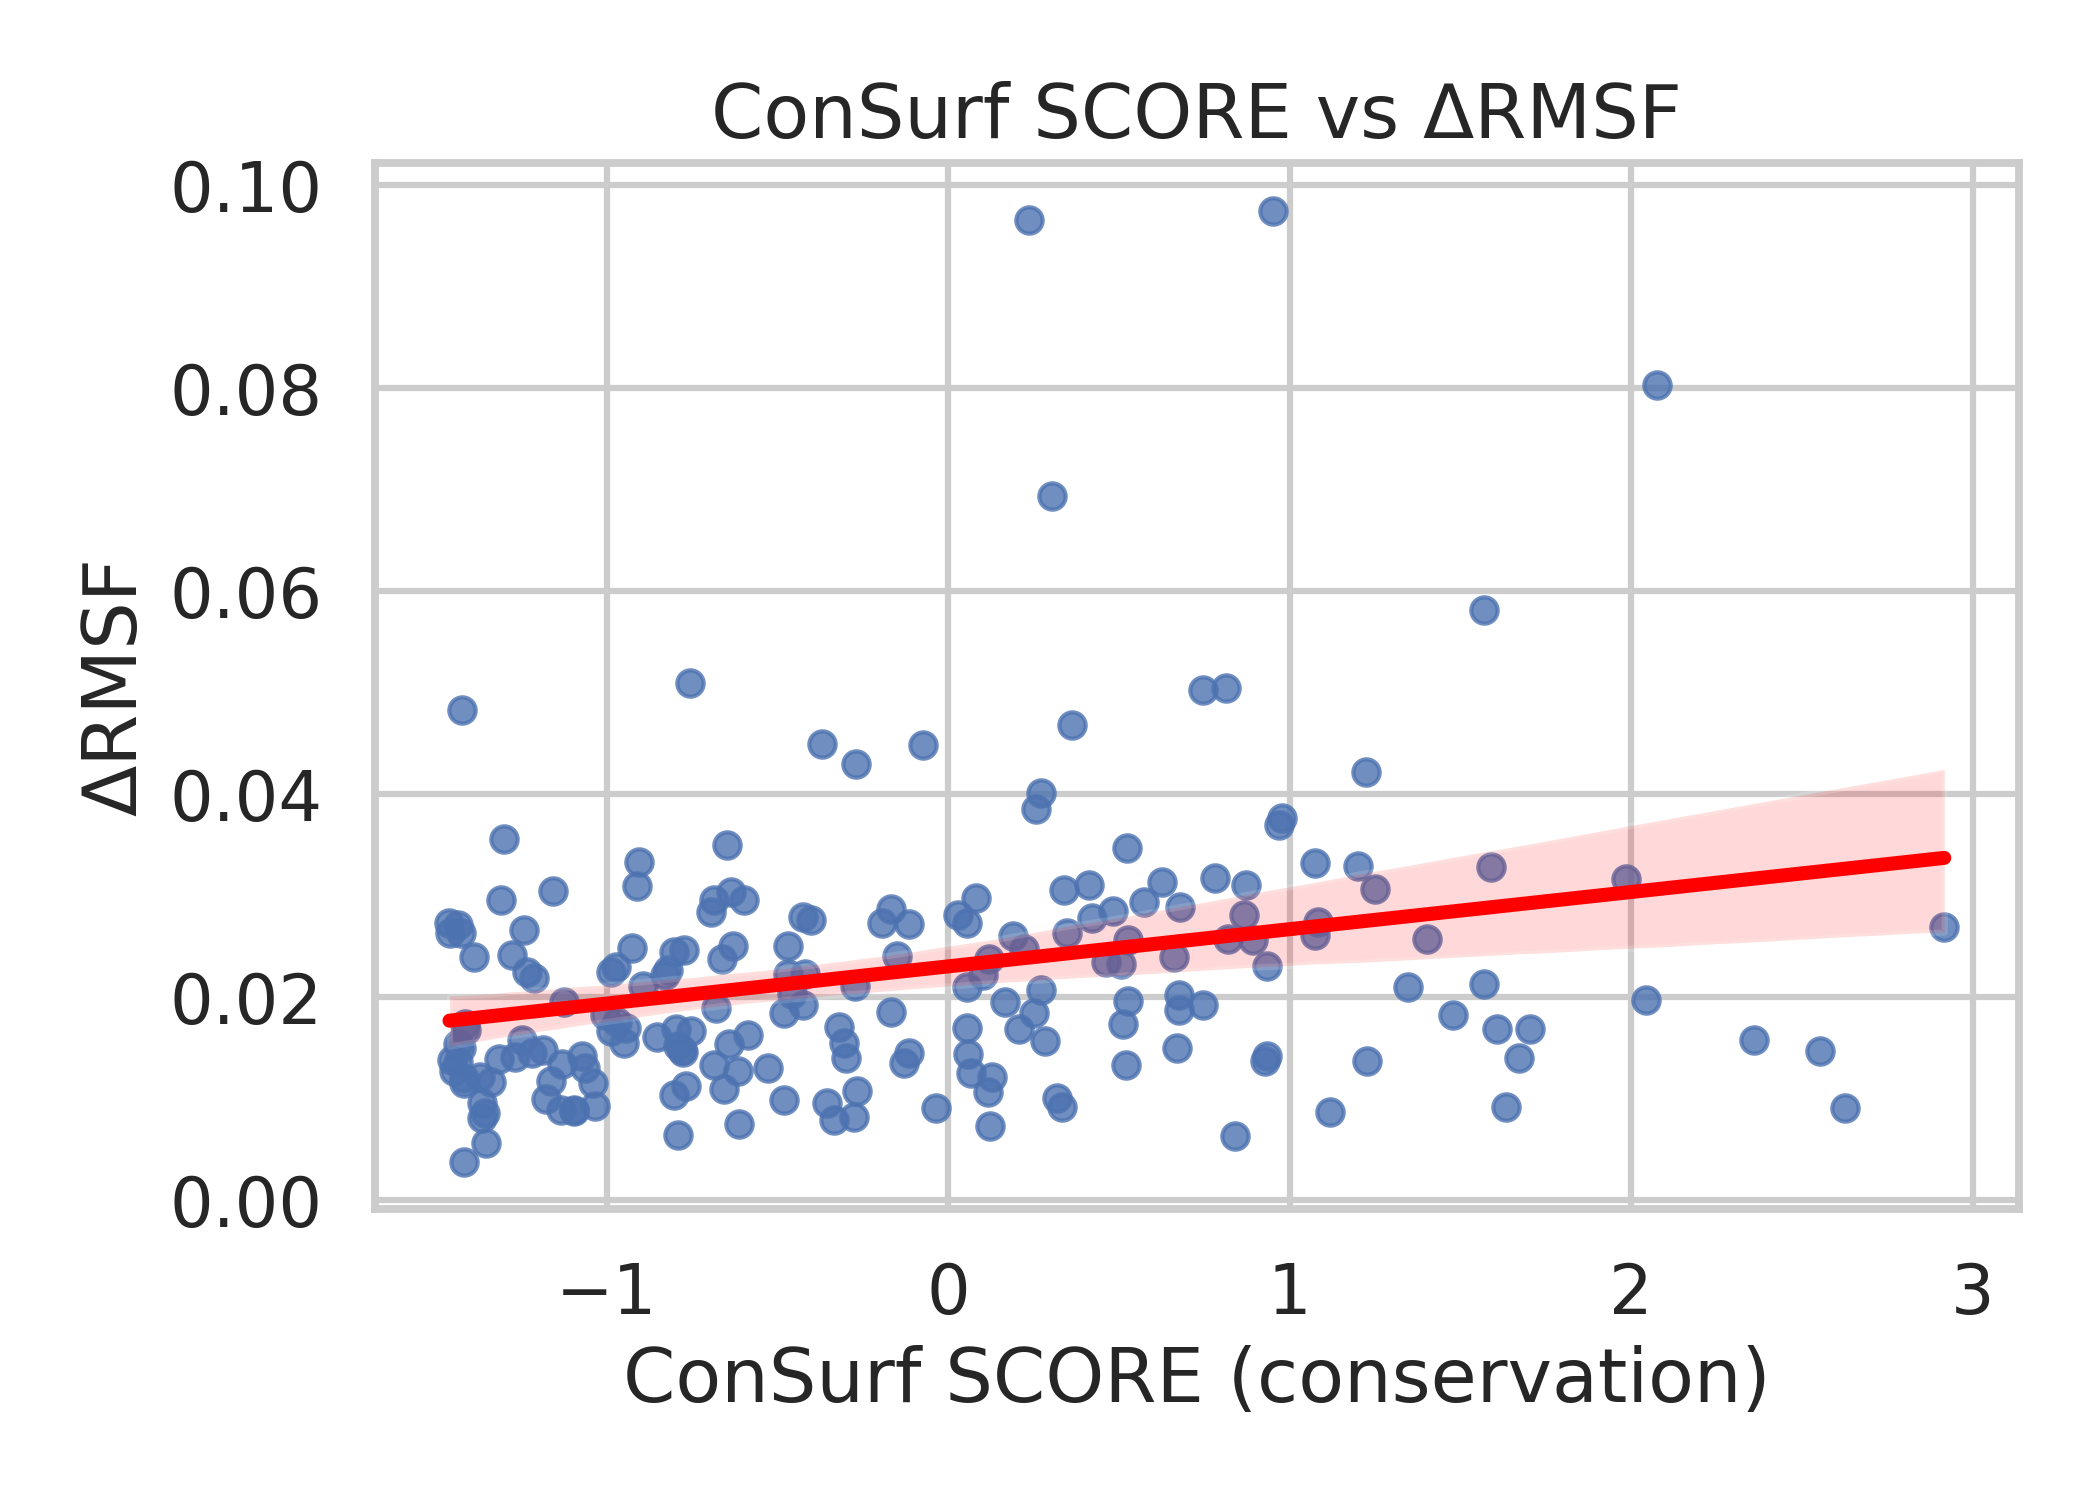 ConSurf SCORE vs ΔRMSF
0.10
0.08
0.06
0.04
0.02
0.00
ΔRMSF
−1 0 1 2 3
ConSurf SCORE (conservation)